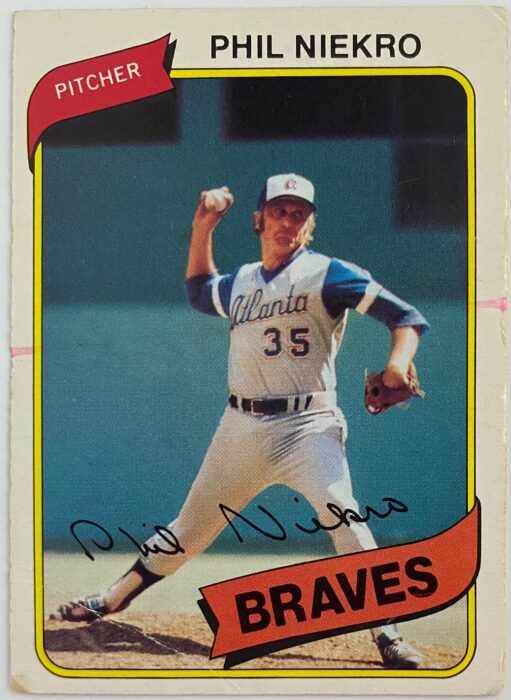 PHIL NIEKRO
PITCHER
a
Atlanta
35
Phil Niekro
BRAVES